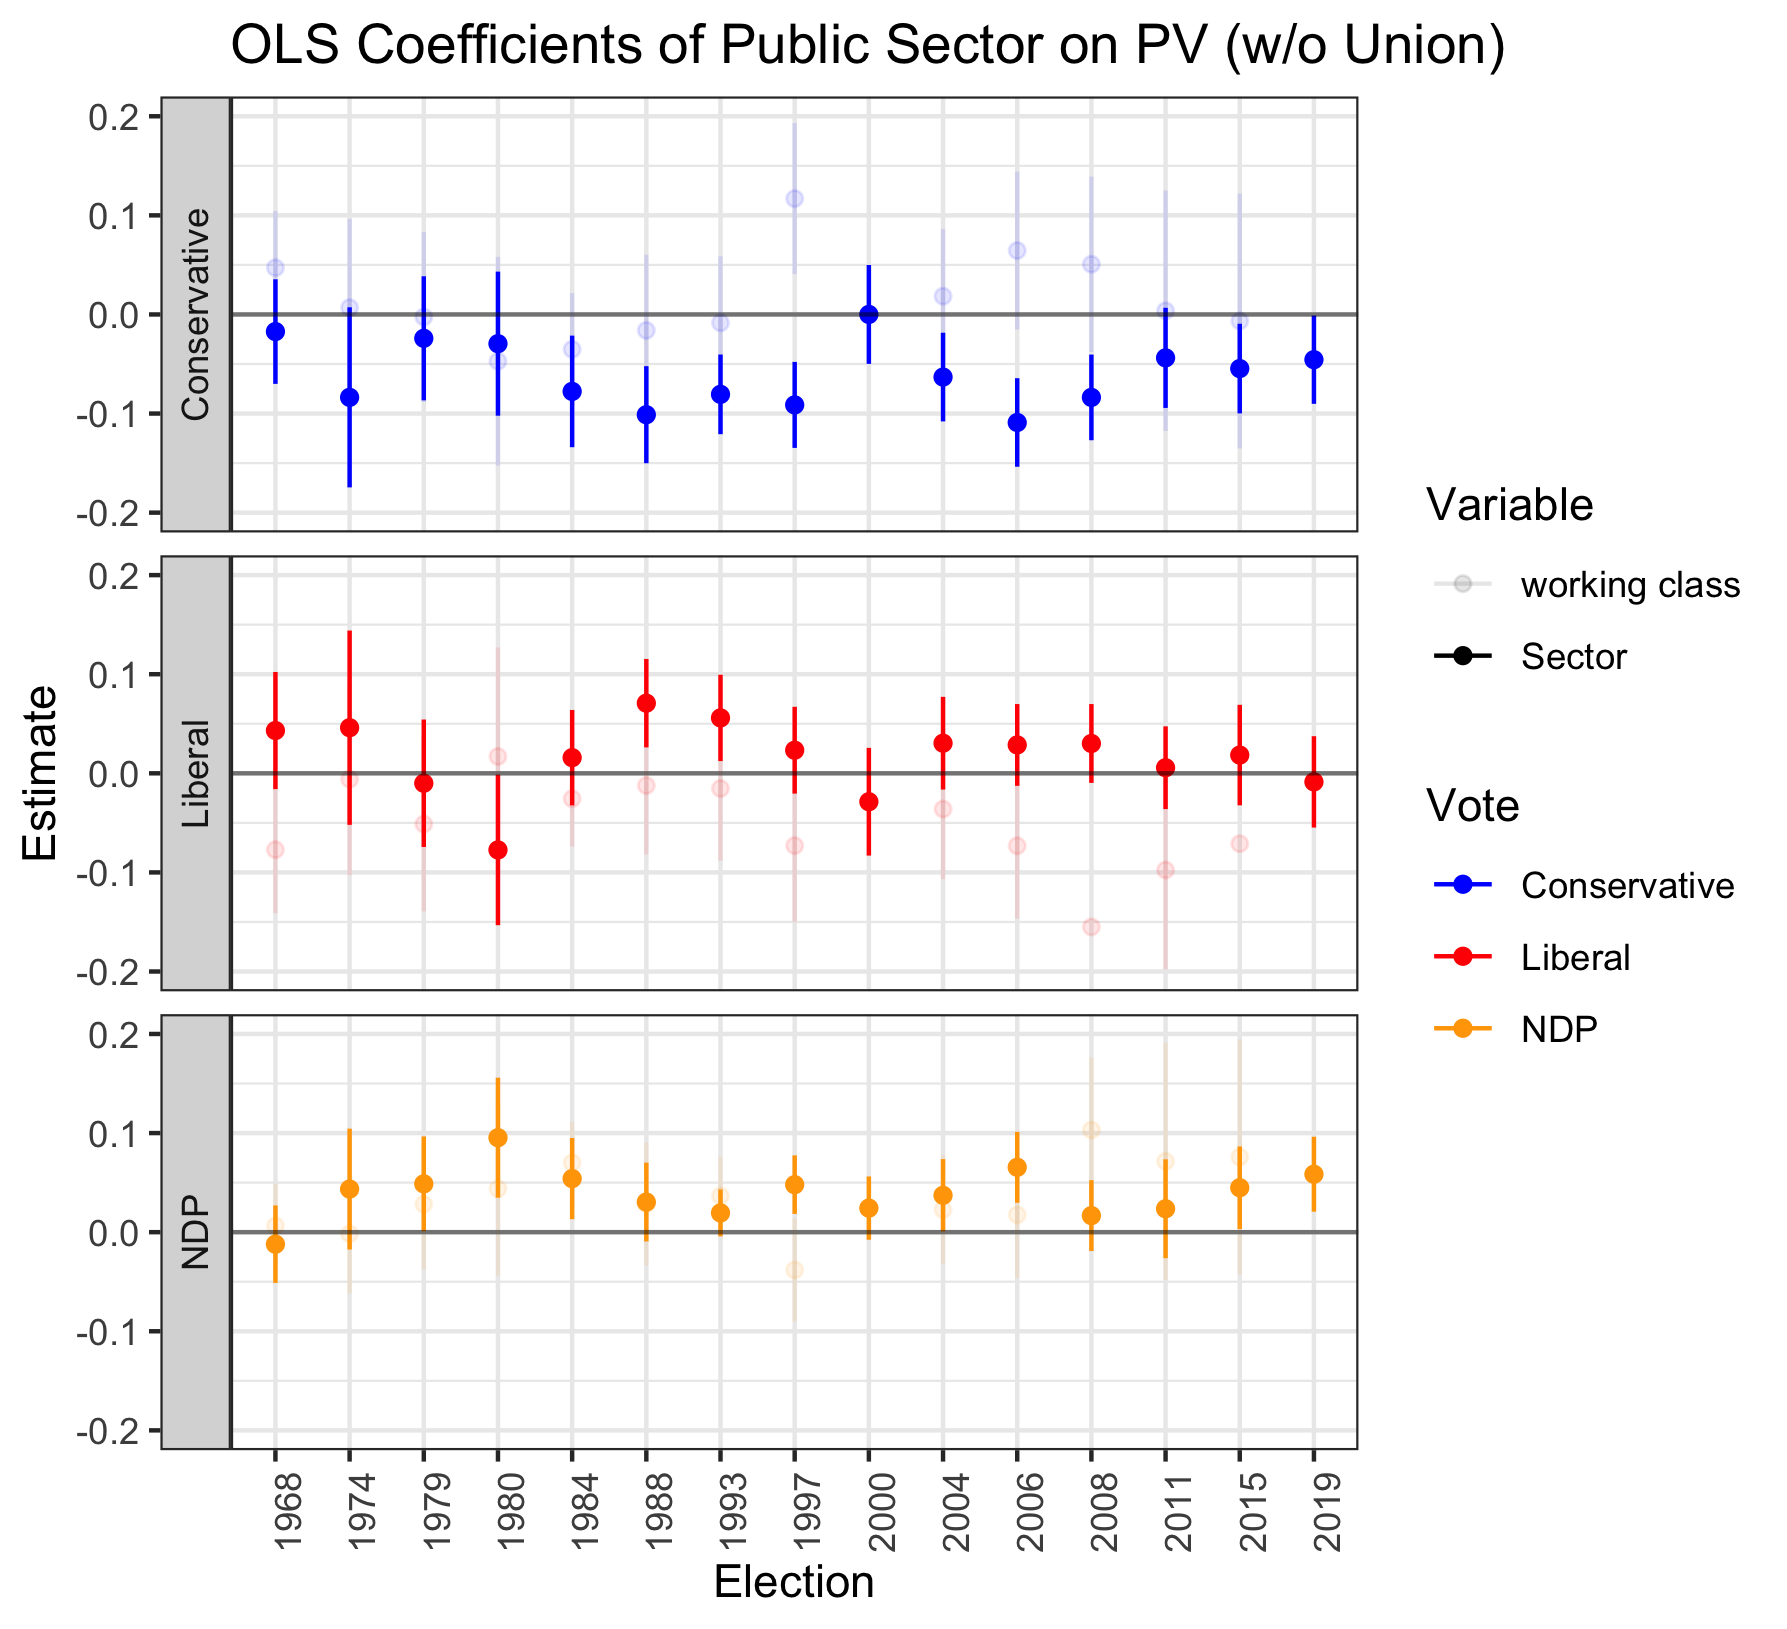 OLS Coefficients of Public Sector on PV (w/o Union)
Estimate
Conservative
0.2
0.1
0.0
-0.1
-0.2
Liberal
0.2
0.1
0.0
-0.1
-0.2
NDP
0.2
0.1
0.0
-0.1
-0.2
1968 1974 1979 1980 1984 1988 1993 1997 2000 2004 2006 2008 2011 2015 2019
Election
Variable
working class
Sector
Vote
Conservative
Liberal
NDP